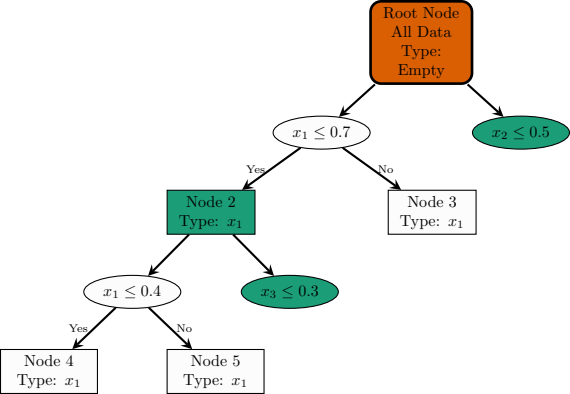 Root Node
All Data
Type:
Empty
x₁ ≤ 0.7
x₂ ≤ 0.5
Yes
No
Node 2
Type: x₁
Node 3
Type: x₁
x₁ ≤ 0.4
x₃ ≤ 0.3
Yes
No
Node 4
Type: x₁
Node 5
Type: x₁